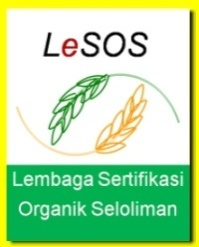 LeSOS
Lembaga Sertifikasi
Organik Seloliman